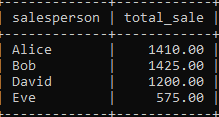 salesperson | total_sale
Alice | 1410.00
Bob | 1425.00
David | 1200.00
Eve | 575.00